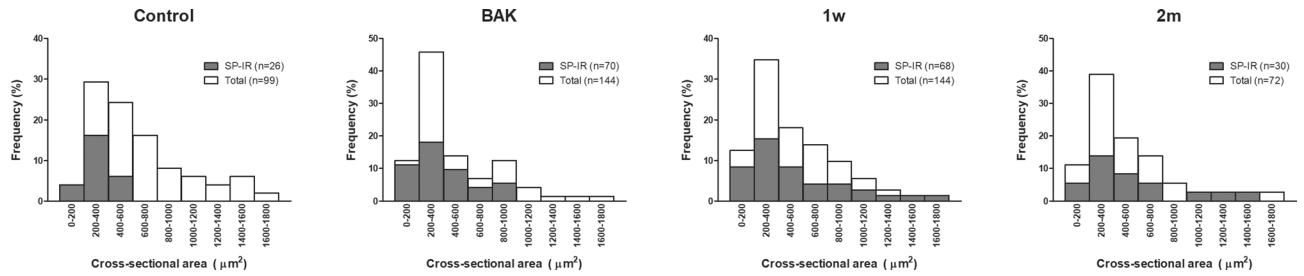 Control
Frequency (%)
40
30
20
10
0
SP-IR (n=26)
Total (n=99)
0-200
200-400
400-600
600-800
800-1000
1000-1200
1200-1400
1400-1600
1600-1800
Cross-sectional area ( μm²)
BAK
Frequency (%)
50
40
30
20
10
0
SP-IR (n=70)
Total (n=144)
0-200
200-400
400-600
600-800
800-1000
1000-1200
1200-1400
1400-1600
1600-1800
Cross-sectional area ( μm²)
1w
Frequency (%)
40
30
20
10
0
SP-IR (n=68)
Total (n=144)
0-200
200-400
400-600
600-800
800-1000
1000-1200
1200-1400
1400-1600
1600-1800
Cross-sectional area ( μm²)
2m
Frequency (%)
50
40
30
20
10
0
SP-IR (n=30)
Total (n=72)
0-200
200-400
400-600
600-800
800-1000
1000-1200
1200-1400
1400-1600
1600-1800
Cross-sectional area ( μm²)